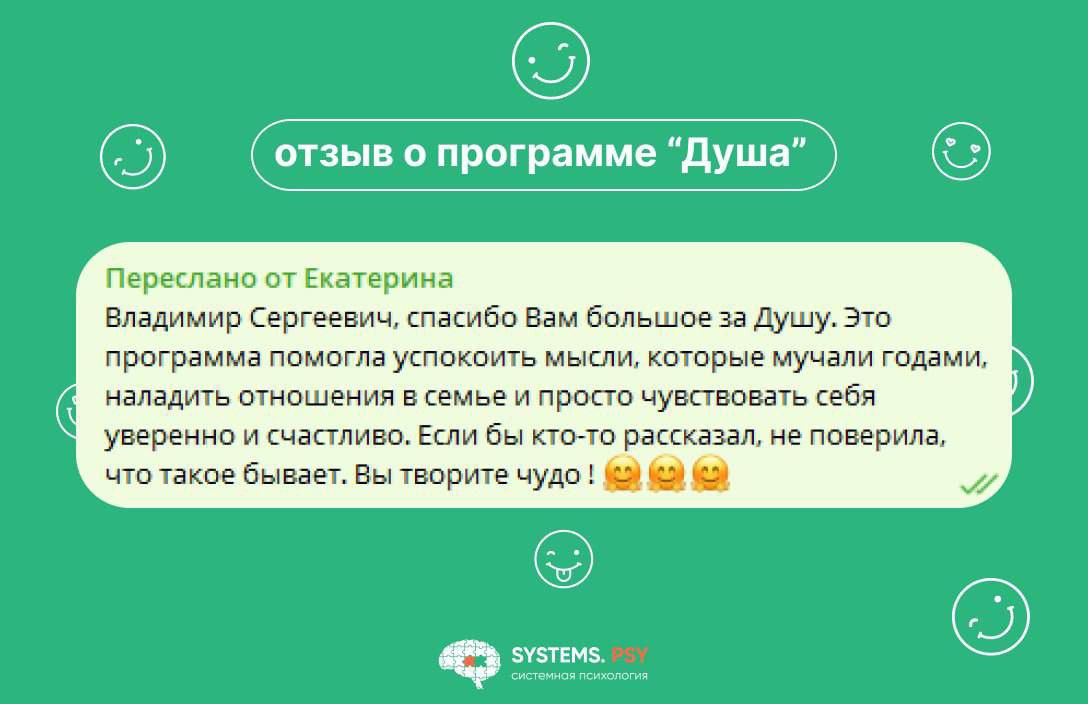 отзыв о программе “Душа”
Переслано от Екатерина
Владимир Сергеевич, спасибо Вам большое за Душу. Это
программа помогла успокоить мысли, которые мучали годами,
наладить отношения в семье и просто чувствовать себя
уверенно и счастливо. Если бы кто-то рассказал, не поверила,
что такое бывает. Вы творите чудо ! 🤗🤗🤗
SYSTEMS. PSY
системная психология